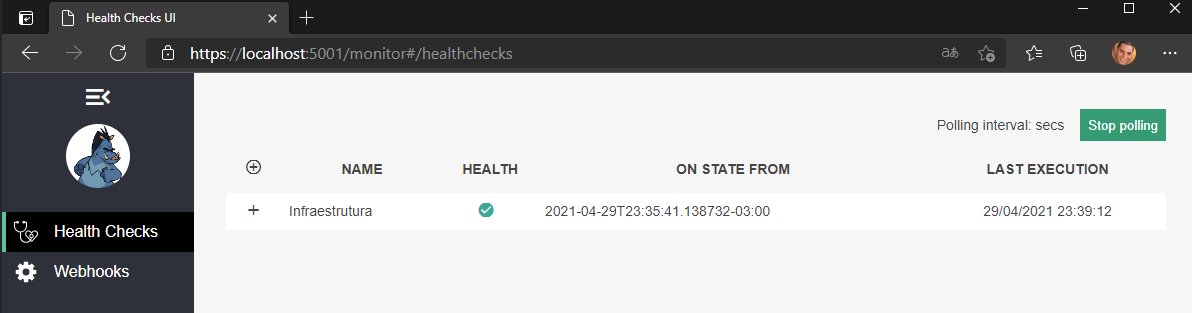 Health Checks UI
https://localhost:5001/monitor#/healthchecks
aあ
Polling interval: secs Stop polling
NAME HEALTH ON STATE FROM LAST EXECUTION
Infraestrutura 2021-04-29T23:35:41.138732-03:00 29/04/2021 23:39:12
Health Checks
Webhooks